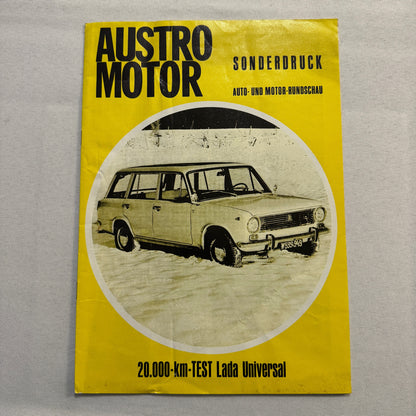 AUSTRO
MOTOR
SONDERDRUCK
AUTO- UND MOTOR-RUNDSCHAU
20.000-km-TEST Lada Universal